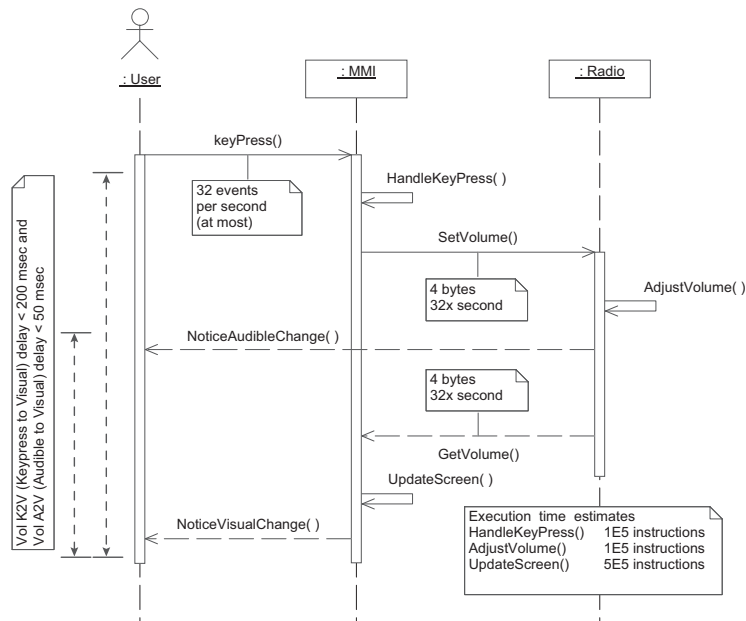 : User
: MMI
: Radio
keyPress()
32 events
per second
(at most)
HandleKeyPress( )
SetVolume()
4 bytes
32x second
AdjustVolume( )
NoticeAudibleChange( )
4 bytes
32x second
GetVolume()
UpdateScreen( )
NoticeVisualChange( )
Vol K2V (Keypress to Visual) delay < 200 msec and
Vol A2V (Audible to Visual) delay < 50 msec
Execution time estimates
HandleKeyPress() 1E5 instructions
AdjustVolume() 1E5 instructions
UpdateScreen() 5E5 instructions